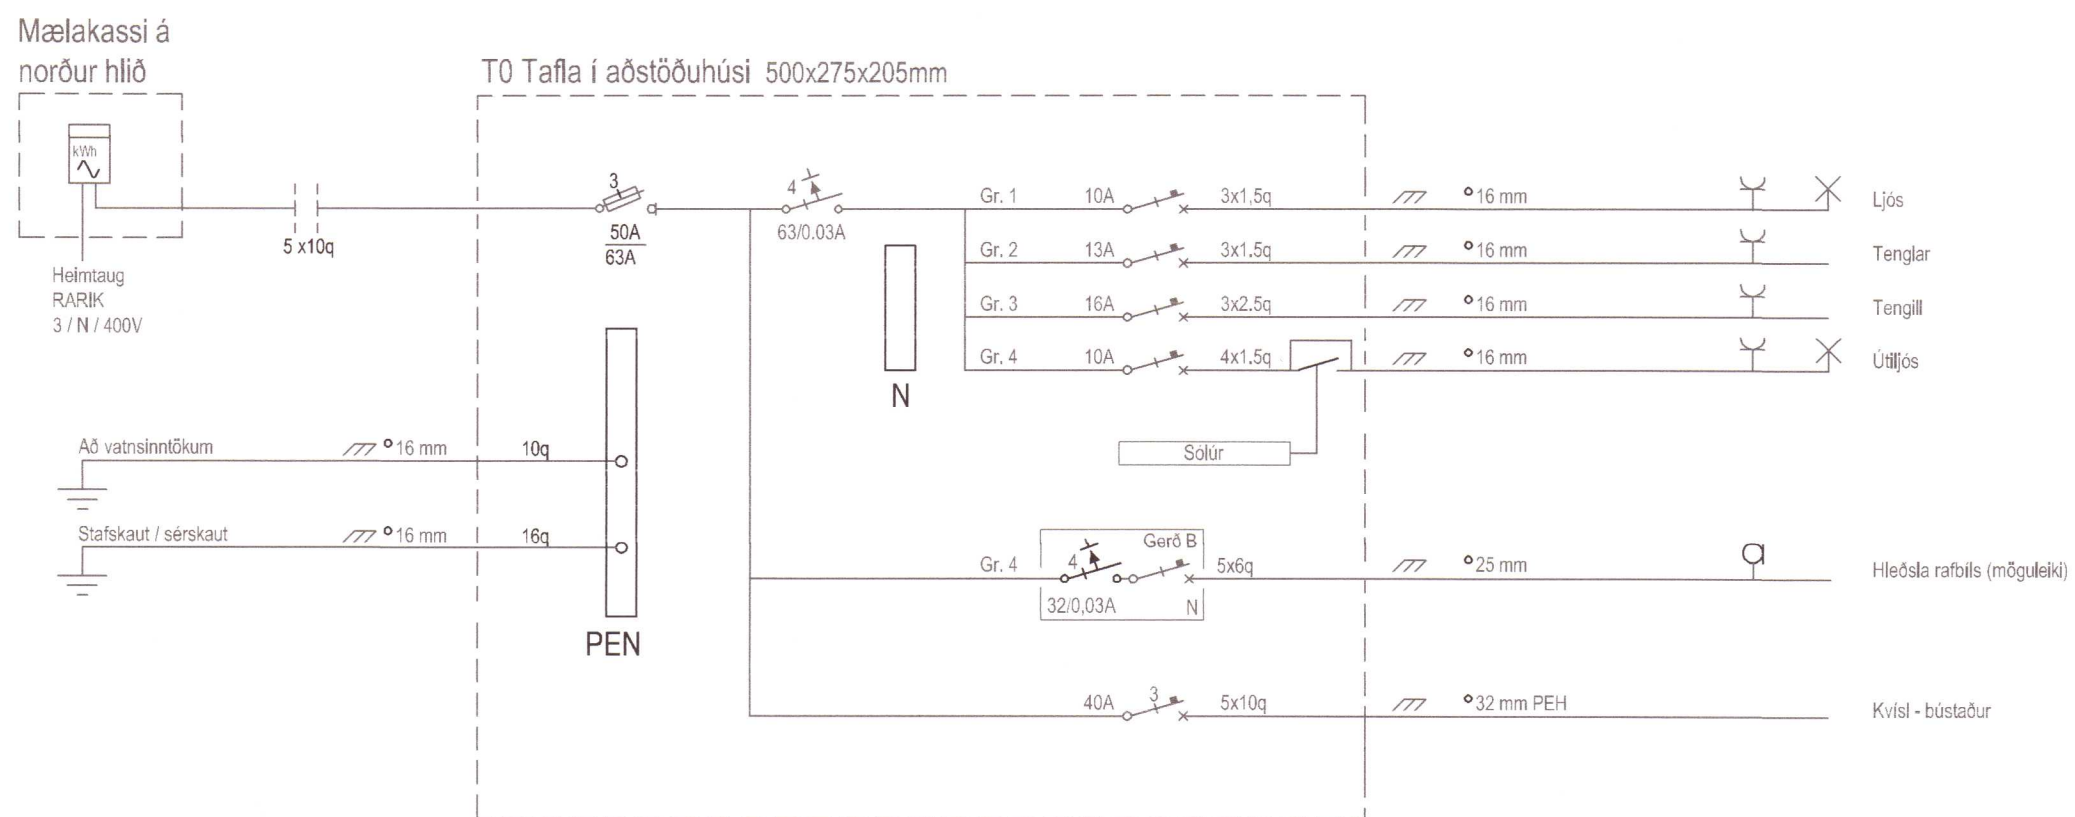 Mælakassi á
norður hlið
T0 Tafla í aðstöðuhúsi 500x275x205mm
kWh
5 x10q
Heimtaug
RARIK
3 / N / 400V
3
50A
63A
4
63/0.03A
Gr. 1 10A 3x1,5q 16 mm Ljós
Gr. 2 13A 3x1.5q 16 mm Tenglar
Gr. 3 16A 3x2.5q 16 mm Tengill
Gr. 4 10A 4x1.5q 16 mm Útiljós
N
Sólúr
Að vatnsinntökum 16 mm 10q
Stafskaut / sérskaut 16 mm 16q
PEN
Gerð B
Gr. 4 4 5x6q 25 mm Hleðsla rafbíls (möguleiki)
32/0,03A N
40A 3 5x10q 32 mm PEH Kvísl - bústaður